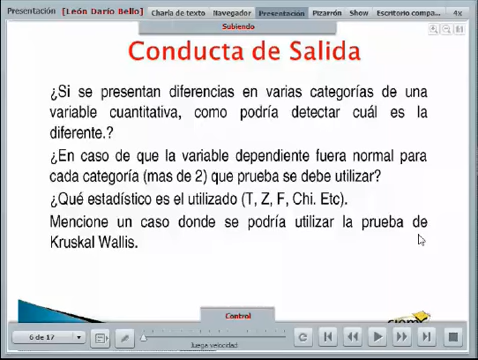 Presentación [León Darío Bello] Charla de texto Navegador Presentación Pizarrón Show Escritorio compa... 4x
Subiendo
Conducta de Salida
¿Si se presentan diferencias en varias categorías de una
variable cuantitativa, como podría detectar cuál es la
diferente.?
¿En caso de que la variable dependiente fuera normal para
cada categoría (mas de 2) que prueba se debe utilizar?
¿Qué estadístico es el utilizado (T, Z, F, Chi. Etc).
Mencione un caso donde se podría utilizar la prueba de
Kruskal Wallis.
Control
6 de 17
Juega velocidad